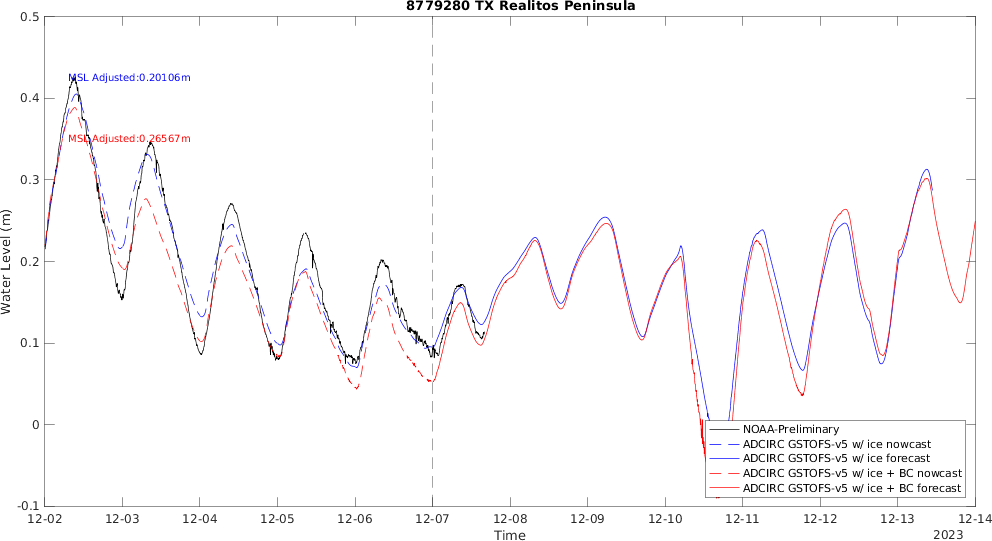 8779280 TX Realitos Peninsula
Water Level (m)
0.5
0.4
0.3
0.2
0.1
0
-0.1
MSL Adjusted:0.20106m
MSL Adjusted:0.26567m
NOAA-Preliminary
ADCIRC GSTOFS-v5 w/ ice nowcast
ADCIRC GSTOFS-v5 w/ ice forecast
ADCIRC GSTOFS-v5 w/ ice + BC nowcast
ADCIRC GSTOFS-v5 w/ ice + BC forecast
12-02 12-03 12-04 12-05 12-06 12-07 12-08 12-09 12-10 12-11 12-12 12-13 12-14
Time
2023